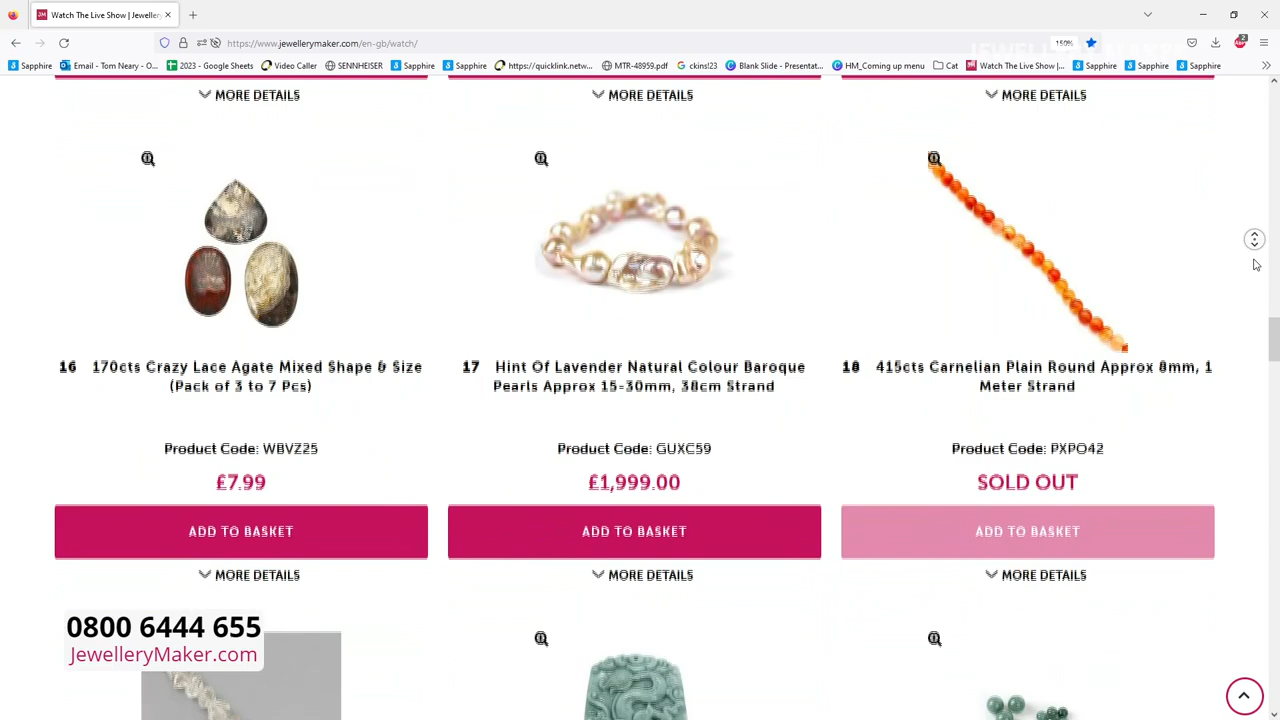 Watch The Live Show | Jewellery
https://www.jewellerymaker.com gb/watch/
150%
2
Sapphire
Email - Tom Neary - O...
2023 - Google Sheets
Video Caller
SENNHEISER
Sapphire
Sapphire
https://quicklink.netw...
MTR-48959.pdf
ckins!23
Blank Slide - Presentat...
HM_Coming up menu
Cat
Watch The Live Show |...
Sapphire
Sapphire
Sapphire
MORE DETAILS
MORE DETAILS
MORE DETAILS
16 170cts Crazy Lace Agate Mixed Shape & Size
(Pack of 3 to 7 Pcs)
Product Code: WBVZ25
£7.99
ADD TO BASKET
MORE DETAILS
17 Hint Of Lavender Natural Colour Baroque
Pearls Approx 15-30mm, 38cm Strand
Product Code: GUXC59
£1,999.00
ADD TO BASKET
MORE DETAILS
18 415cts Carnelian Plain Round Approx 8mm, 1
Meter Strand
Product Code: PXPO42
SOLD OUT
ADD TO BASKET
MORE DETAILS
0800 6444 655
JewelleryMaker.com